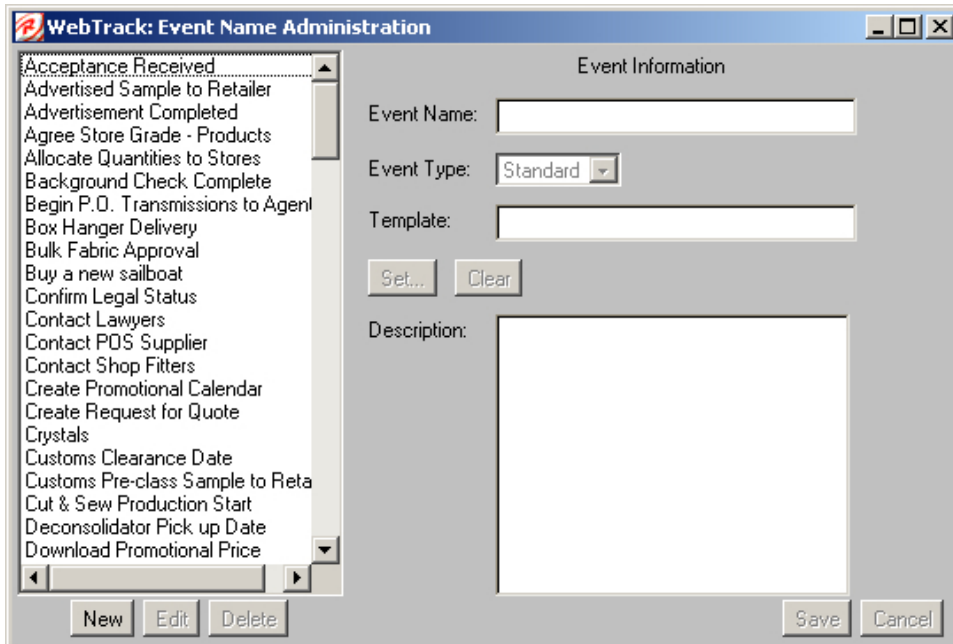 WebTrack: Event Name Administration
Acceptance Received
Advertised Sample to Retailer
Advertisement Completed
Agree Store Grade - Products
Allocate Quantities to Stores
Background Check Complete
Begin P.O. Transmissions to Agent
Box Hanger Delivery
Bulk Fabric Approval
Buy a new sailboat
Confirm Legal Status
Contact Lawyers
Contact POS Supplier
Contact Shop Fitters
Create Promotional Calendar
Create Request for Quote
Crystals
Customs Clearance Date
Customs Pre-class Sample to Reta
Cut & Sew Production Start
Deconsolidator Pick up Date
Download Promotional Price
New Edit Delete
Event Information
Event Name:
Event Type: Standard
Template:
Set... Clear
Description:
Save Cancel